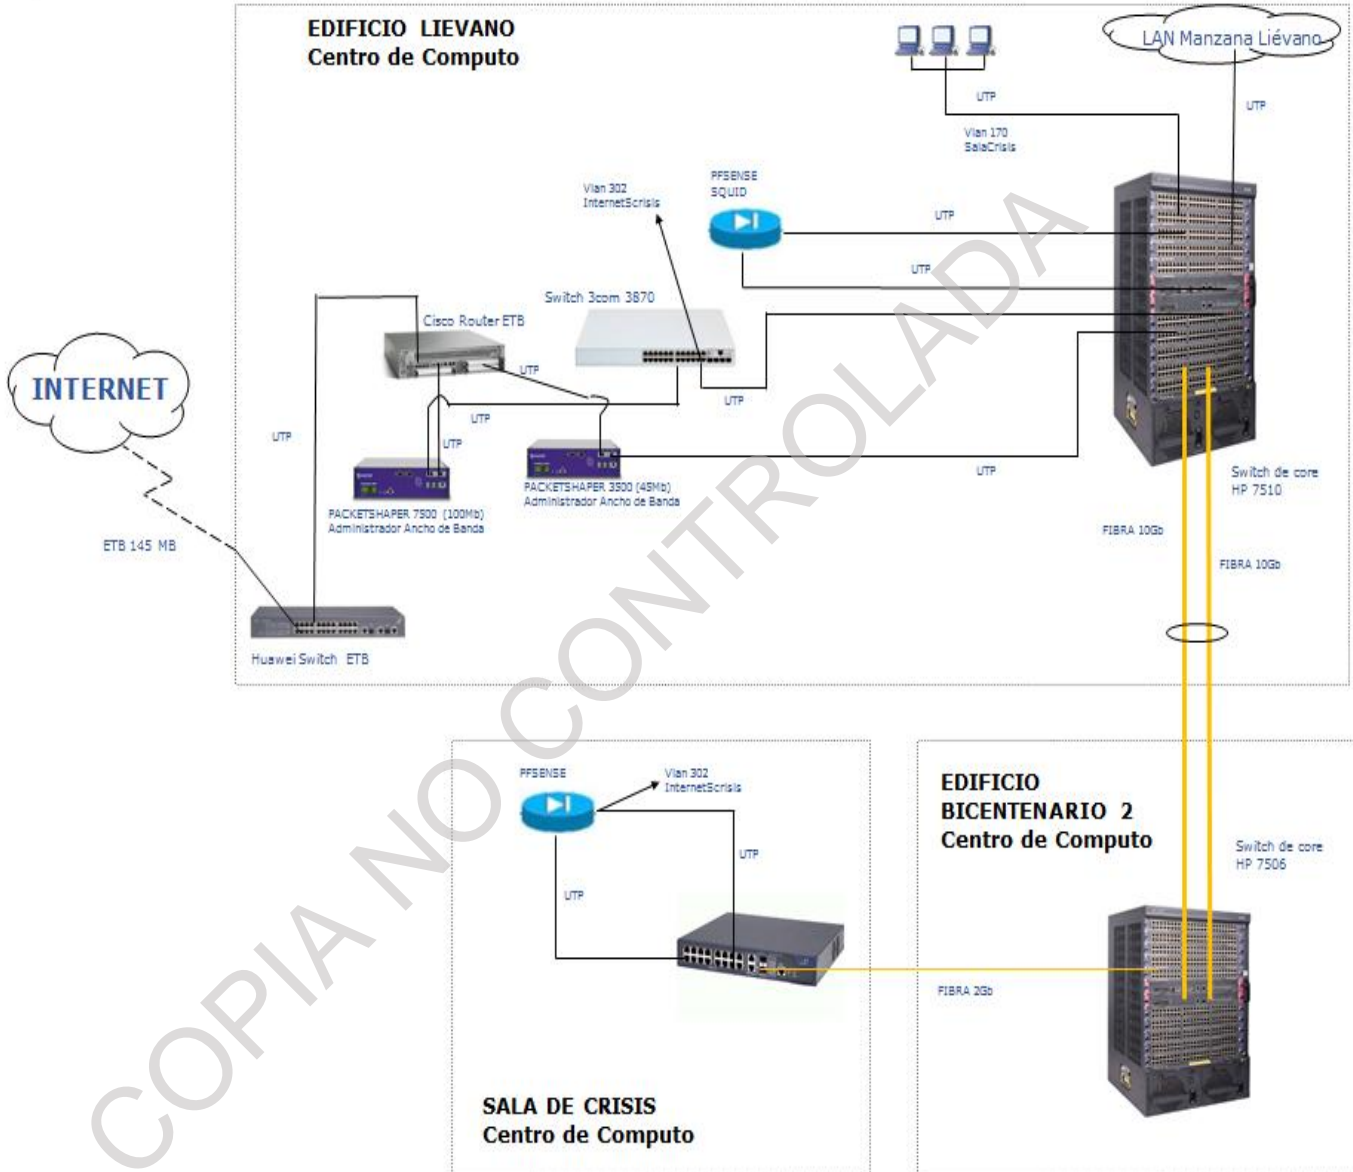 EDIFICIO LIEVANO
Centro de Computo
LAN Manzana Liévano
UTP
UTP
Vlan 170
SalaCrisis
PFSENSE
SQUID
Vlan 302
InternetScrisis
UTP
UTP
Switch 3com 3870
Cisco Router ETB
UTP
UTP
UTP
UTP
UTP
UTP
INTERNET
PACKETSHAPER 7500 (100Mb)
Administrador Ancho de Banda
PACKETSHAPER 3500 (45Mb)
Administrador Ancho de Banda
UTP
Switch de core
HP 7510
FIBRA 10Gb
FIBRA 10Gb
ETB 145 MB
Huawei Switch ETB
COPIA NO CONTROLADA
PFSENSE
Vlan 302
InternetScrisis
UTP
UTP
SALA DE CRISIS
Centro de Computo
EDIFICIO
BICENTENARIO 2
Centro de Computo
Switch de core
HP 7506
FIBRA 2Gb